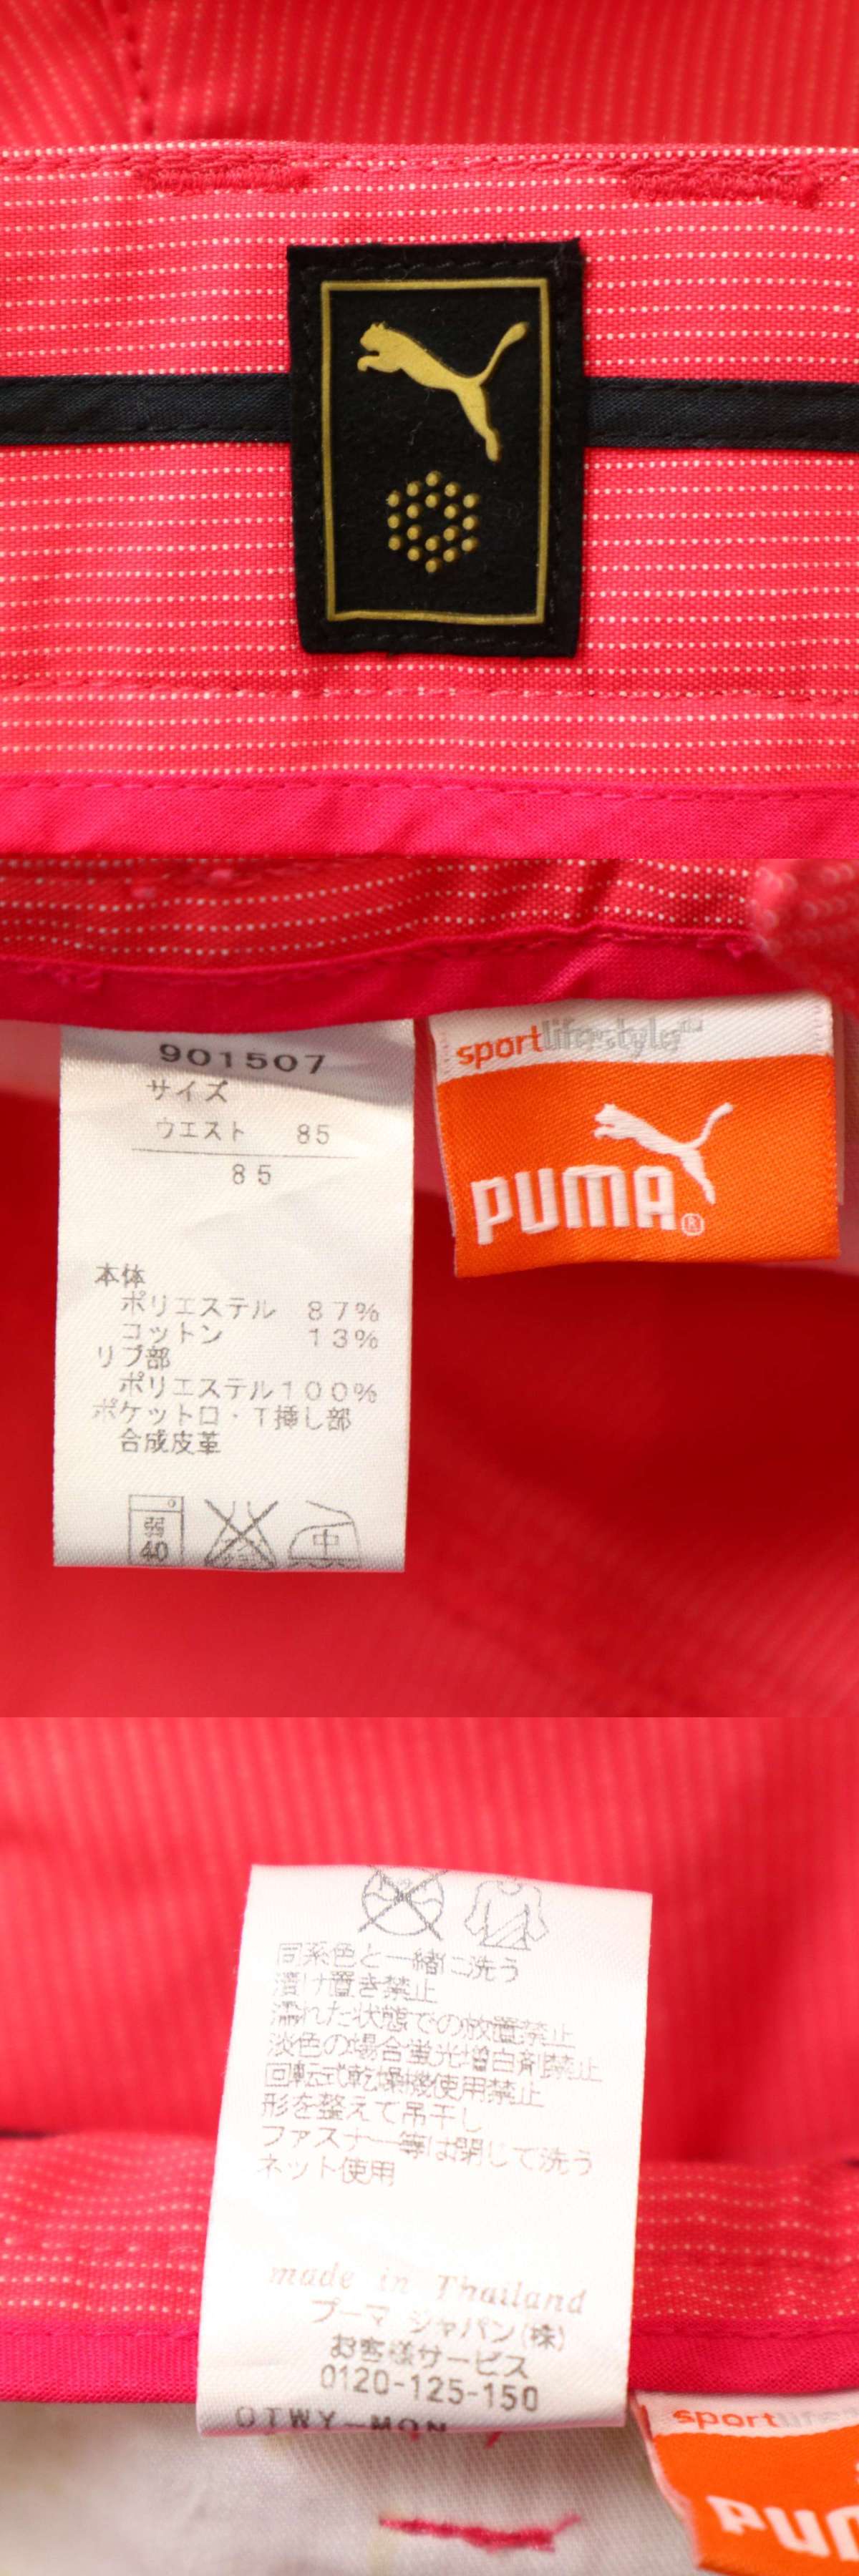 901507
サイズ
ウエスト 85
85
sportlifestyle
PUMA®
本体
ポリエステル 87%
コットン 13%
リブ部
ポリエステル100%
ポケット口・T挿し部
合成皮革
弱
40
中
同系色と一緒に洗う
漬け置き禁止
濡れた状態での放置禁止
淡色の場合蛍光増白剤禁止
回転式乾燥機使用禁止
形を整えて吊干し
ファスナー等は閉じて洗う
ネット使用
made in Thailand
プーマ ジャパン(株)
お客様サービス
0120-125-150
OTWY-MON
sportlifes
PUM